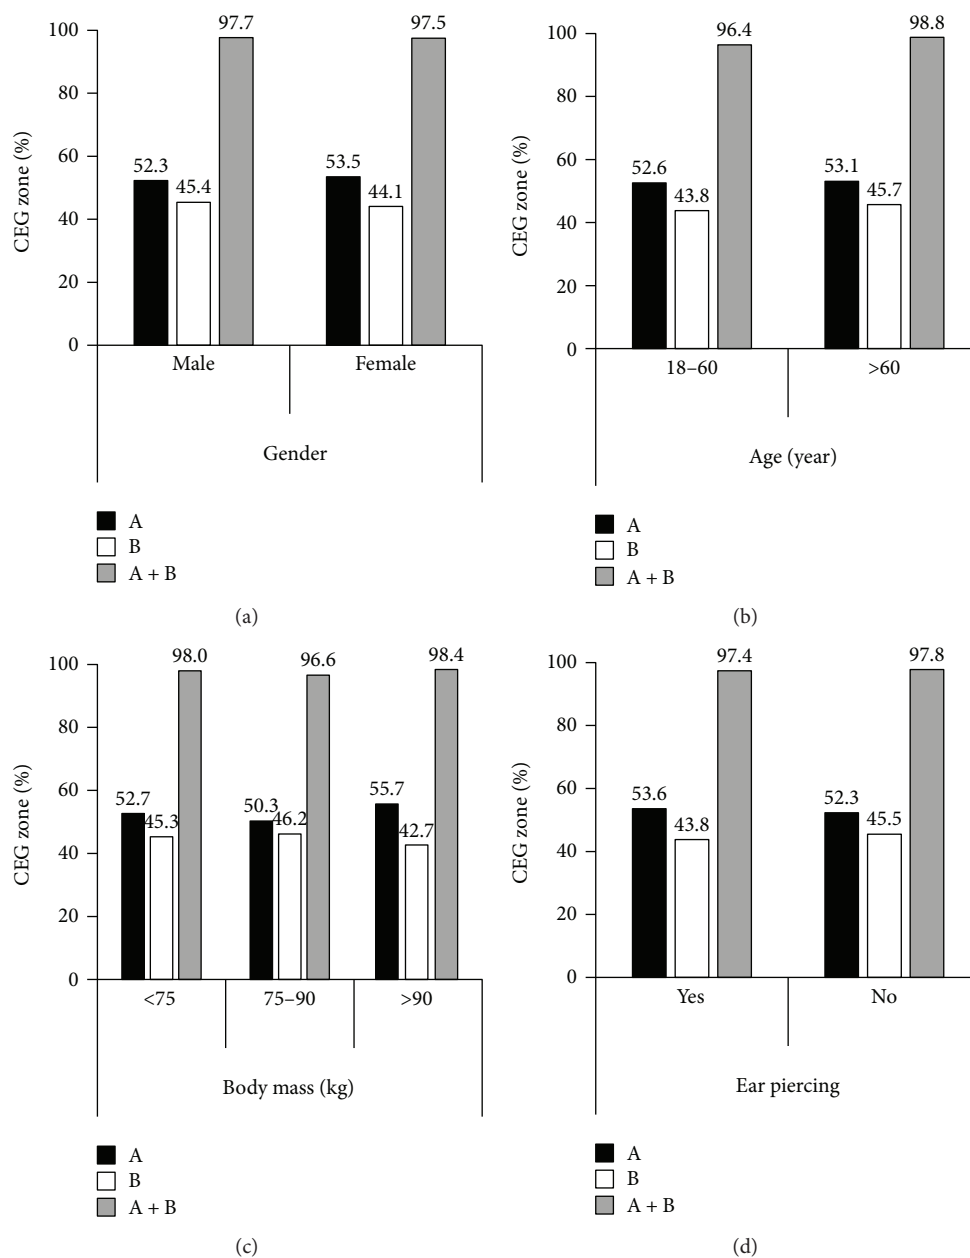 CEG zone (%)
100
80
60
40
20
0
52.3
45.4
97.7
53.5
44.1
97.5
Male
Female
Gender
A
B
A + B
(a)
CEG zone (%)
100
80
60
40
20
0
52.6
43.8
96.4
53.1
45.7
98.8
18–60
>60
Age (year)
A
B
A + B
(b)
CEG zone (%)
100
80
60
40
20
0
52.7
45.3
98.0
50.3
46.2
96.6
55.7
42.7
98.4
<75
75–90
>90
Body mass (kg)
A
B
A + B
(c)
CEG zone (%)
100
80
60
40
20
0
53.6
43.8
97.4
52.3
45.5
97.8
Yes
No
Ear piercing
A
B
A + B
(d)